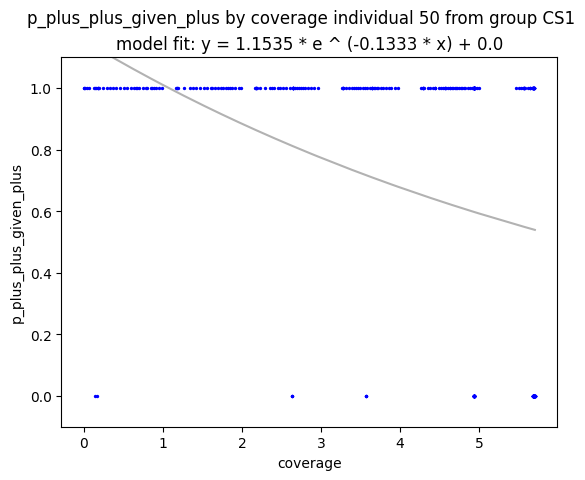 p_plus_plus_given_plus by coverage individual 50 from group CS1
model fit: y = 1.1535 * e ^ (-0.1333 * x) + 0.0
p_plus_plus_given_plus
1.0
0.8
0.6
0.4
0.2
0.0
0 1 2 3 4 5
coverage